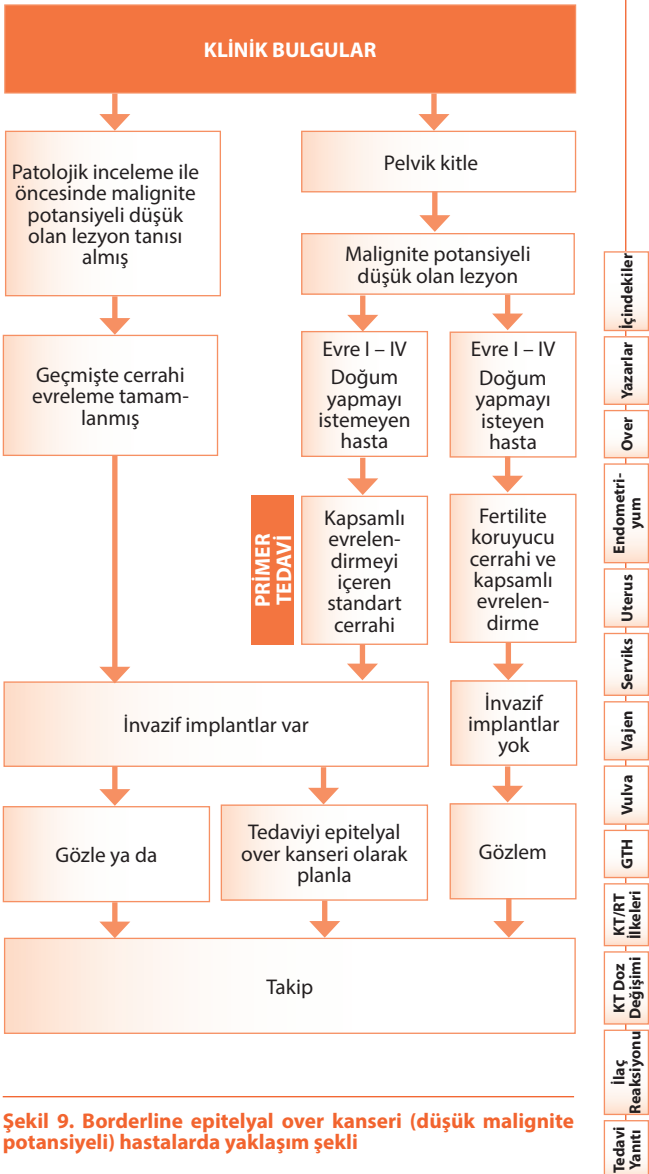 KLİNİK BULGULAR
Patolojik inceleme ile
öncesinde malignite
potansiyeli düşük
olan lezyon tanısı
almış
Pelvik kitle
Malignite potansiyeli
düşük olan lezyon
Geçmişte cerrahi
evreleme tamam-
lanmış
Evre I – IV
Doğum
yapmayı
istemeyen
hasta
Evre I – IV
Doğum
yapmayı
isteyen
hasta
PRİMER
TEDAVİ
Kapsamlı
evrelen-
dirmeyi
içeren
standart
cerrahi
Fertilite
koruyucu
cerrahi ve
kapsamlı
evrelen-
dirme
İnvazif implantlar var
İnvazif
implantlar
yok
Gözle ya da
Tedaviyi epitelyal
over kanseri olarak
planla
Gözlem
Takip
Şekil 9. Borderline epitelyal over kanseri (düşük malignite
potansiyeli) hastalarda yaklaşım şekli
İçindekiler
Yazarlar
Over
Endometri-
yum
Uterus
Serviks
Vajen
Vulva
GTH
KT/RT
İlkeleri
KT Doz
Değişimi
İlaç
Reaksiyonu
Tedavi
Yanıtı